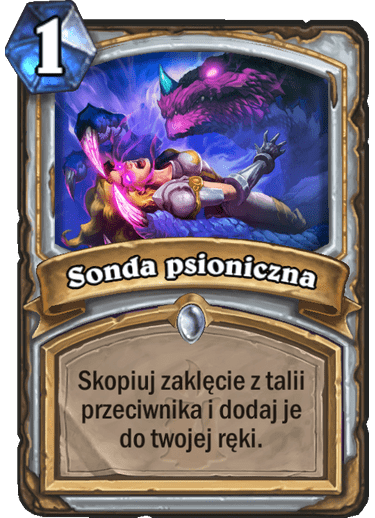 1
Sonda psioniczna
Skopiuj zaklęcie z talii
przeciwnika i dodaj je
do twojej ręki.